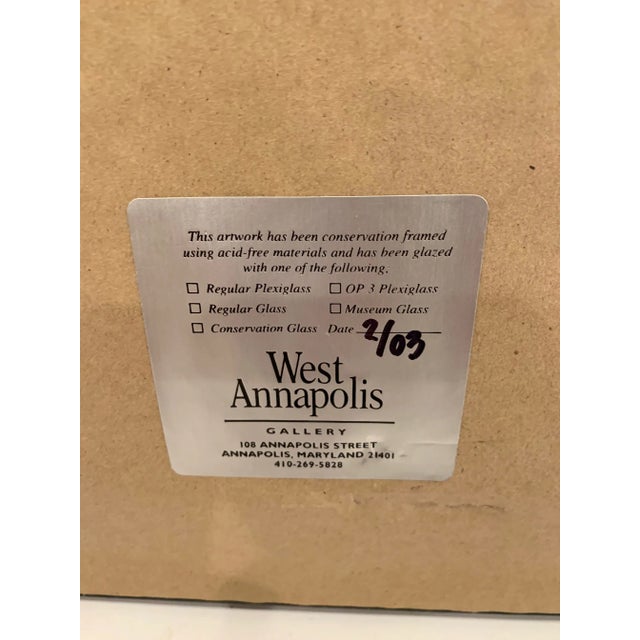 This artwork has been conservation framed
using acid-free materials and has been glazed
with one of the following.
Regular Plexiglass OP 3 Plexiglass
Regular Glass Museum Glass
Conservation Glass Date 2/03
West
Annapolis
GALLERY
108 ANNAPOLIS STREET
ANNAPOLIS, MARYLAND 21401
410-269-5828